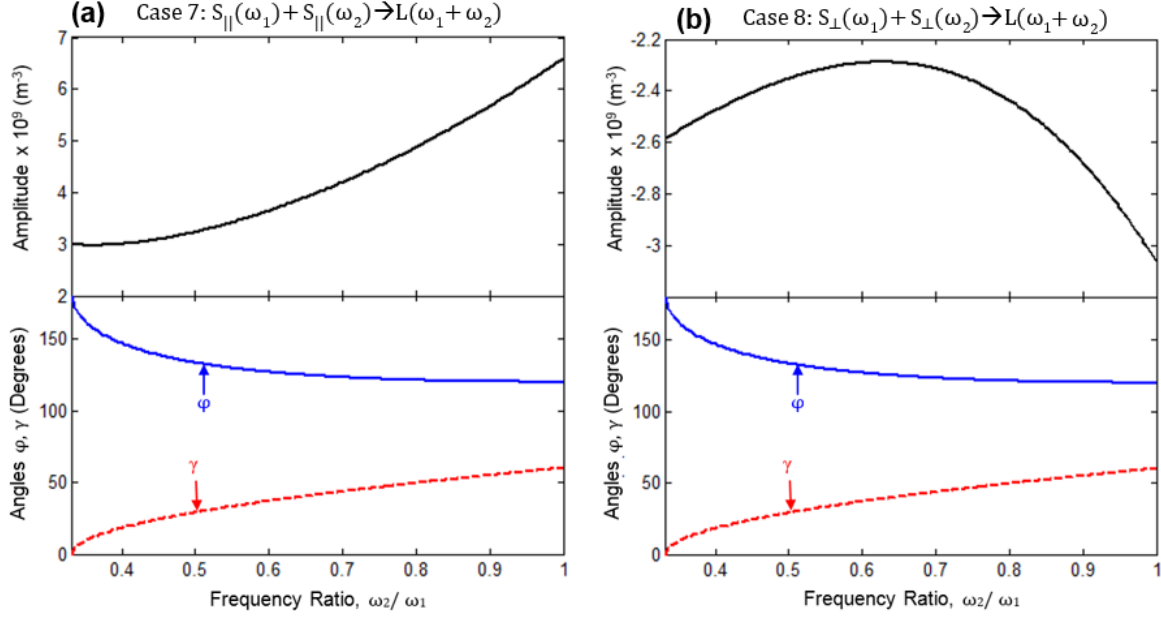 (a) Case 7: S||(ω₁) + S||(ω₂)→L(ω₁+ ω₂)
7
6
5
4
3
2
Amplitude x 10⁹ (m⁻³)
150
100
50
0
Angles φ, γ (Degrees)
φ
γ
0.4 0.5 0.6 0.7 0.8 0.9 1
Frequency Ratio, ω₂/ ω₁
(b) Case 8: S⊥(ω₁) + S⊥(ω₂)→L(ω₁+ ω₂)
-2.2
-2.4
-2.6
-2.8
-3
Amplitude x 10⁹ (m⁻³)
150
100
50
0
Angles φ, γ (Degrees)
φ
γ
0.4 0.5 0.6 0.7 0.8 0.9 1
Frequency Ratio, ω₂/ ω₁